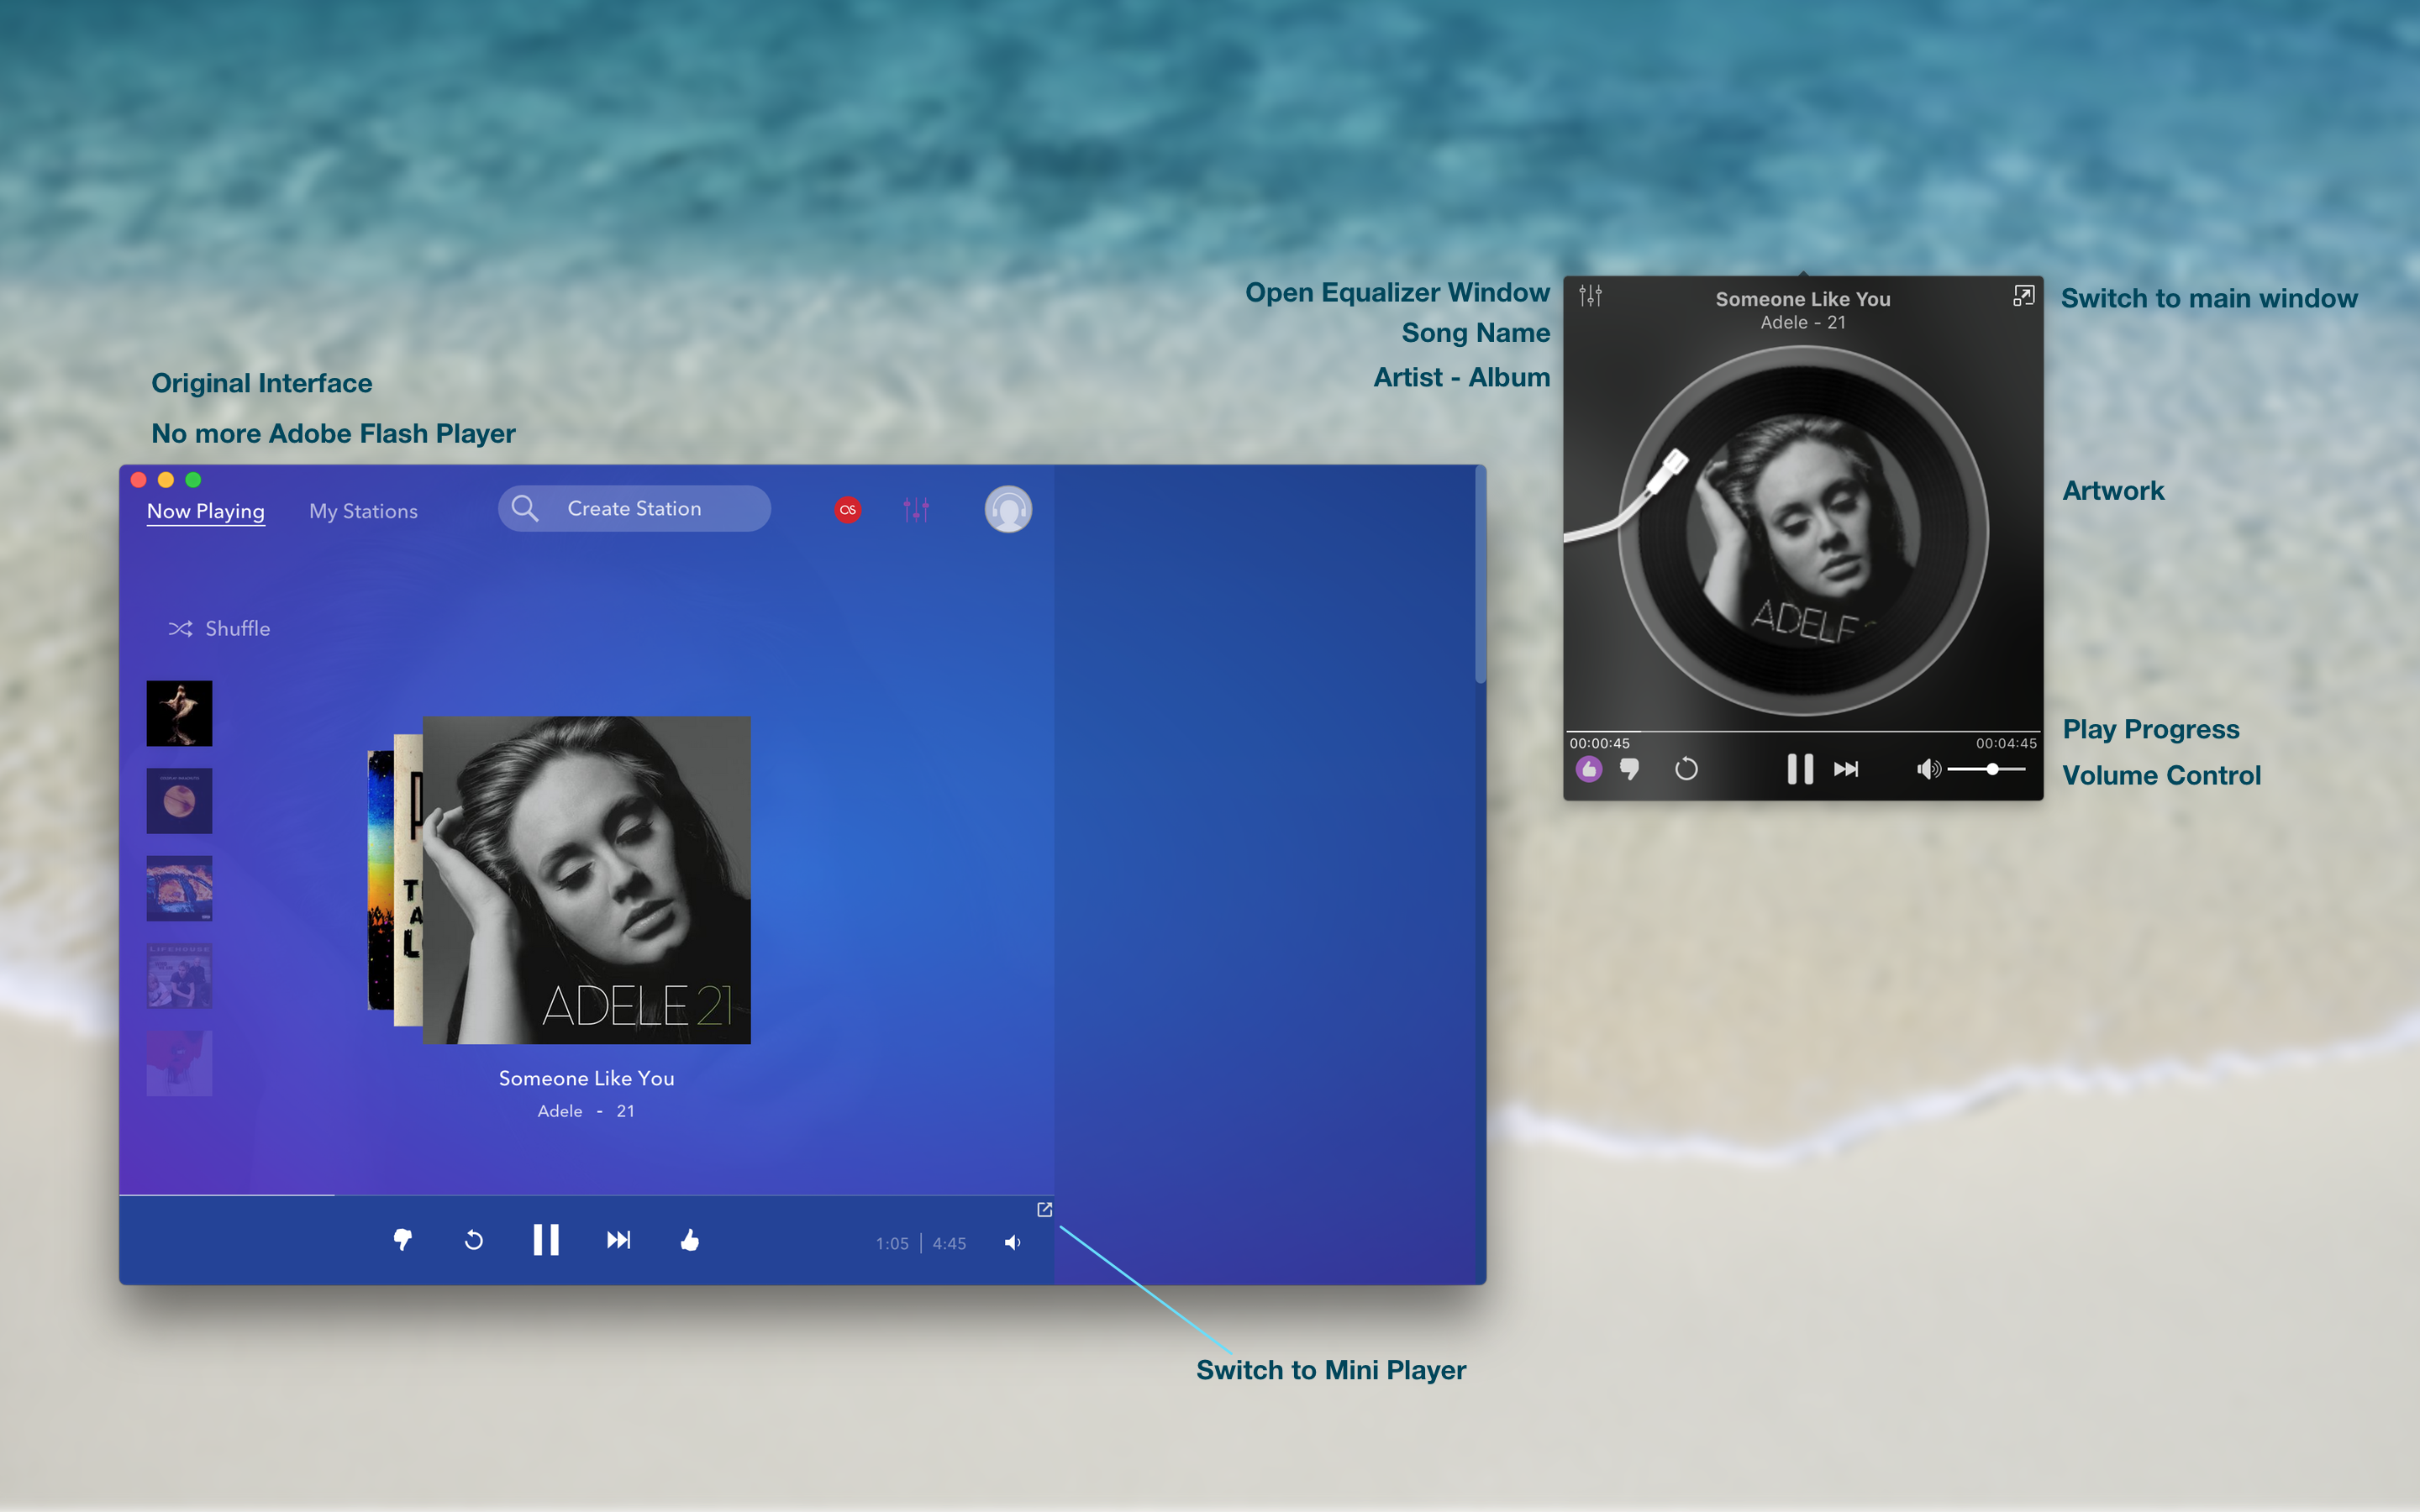 Open Equalizer Window
Song Name
Artist - Album
Someone Like You
Adele - 21
Switch to main window
Original Interface
No more Adobe Flash Player
Artwork
ADELE
Now Playing
My Stations
Create Station
Shuffle
LIFEHOUSE
ADELE 21
Someone Like You
Adele - 21
1:05 | 4:45
00:00:45
00:04:45
Play Progress
Volume Control
Switch to Mini Player